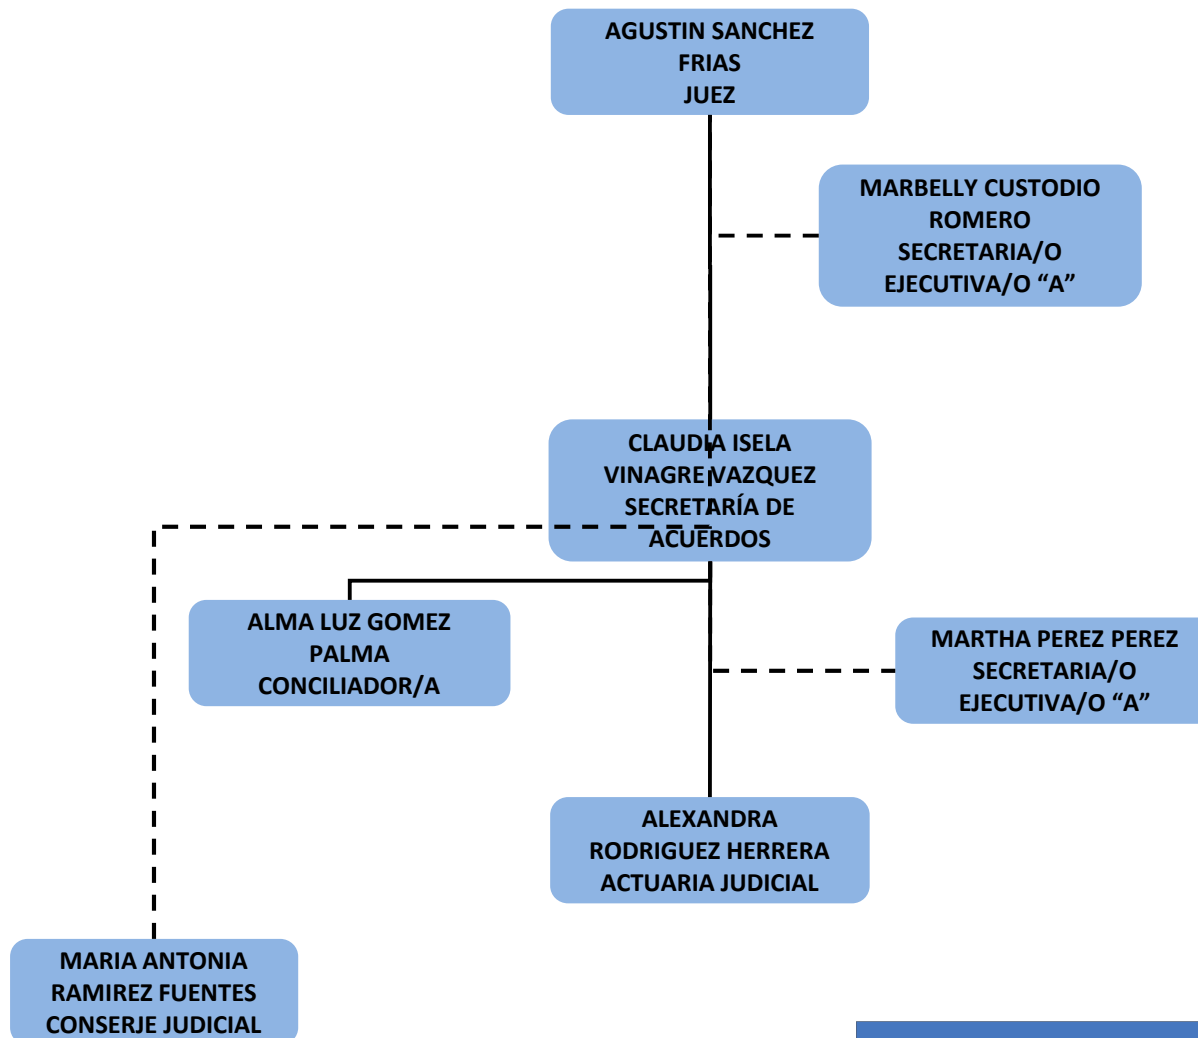 AGUSTIN SANCHEZ
FRIAS
JUEZ
MARBELLY CUSTODIO
ROMERO
SECRETARIA/O
EJECUTIVA/O “A”
CLAUDIA ISELA
VINAGRE VAZQUEZ
SECRETARÍA DE
ACUERDOS
ALMA LUZ GOMEZ
PALMA
CONCILIADOR/A
MARTHA PEREZ PEREZ
SECRETARIA/O
EJECUTIVA/O “A”
ALEXANDRA
RODRIGUEZ HERRERA
ACTUARIA JUDICIAL
MARIA ANTONIA
RAMIREZ FUENTES
CONSERJE JUDICIAL